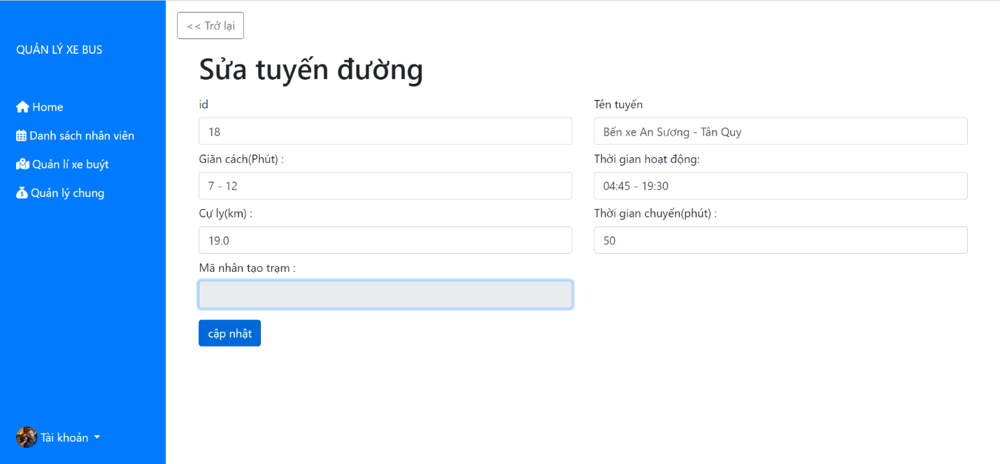 << Trở lại
QUẢN LÝ XE BUS
Home
Danh sách nhân viên
Quản lí xe buýt
Quản lý chung
Tài khoản
Sửa tuyến đường
id
18
Tên tuyến
Bến xe An Sương - Tân Quy
Giãn cách(Phút) :
7 - 12
Thời gian hoạt động:
04:45 - 19:30
Cự ly(km) :
19.0
Thời gian chuyến(phút) :
50
Mã nhân tạo trạm :
cập nhật